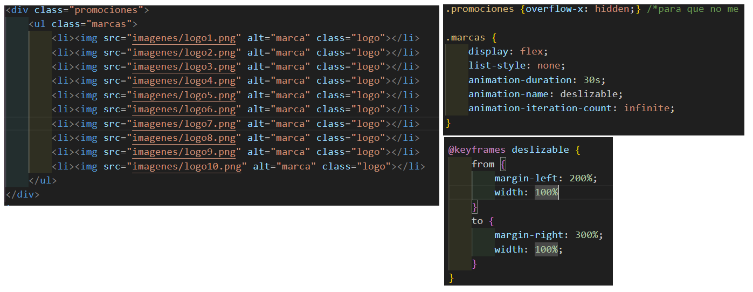 <div class="promociones">
<ul class="marcas">
<li><img src="imagenes/logo1.png" alt="marca" class="logo"></li>
<li><img src="imagenes/logo2.png" alt="marca" class="logo"></li>
<li><img src="imagenes/logo3.png" alt="marca" class="logo"></li>
<li><img src="imagenes/logo4.png" alt="marca" class="logo"></li>
<li><img src="imagenes/logo5.png" alt="marca" class="logo"></li>
<li><img src="imagenes/logo6.png" alt="marca" class="logo"></li>
<li><img src="imagenes/logo7.png" alt="marca" class="logo"></li>
<li><img src="imagenes/logo8.png" alt="marca" class="logo"></li>
<li><img src="imagenes/logo9.png" alt="marca" class="logo"></li>
<li><img src="imagenes/logo10.png" alt="marca" class="logo"></li>
</ul>
</div>
.promociones {overflow-x: hidden;} /*para que no me
.marcas {
display: flex;
list-style: none;
animation-duration: 30s;
animation-name: deslizable;
animation-iteration-count: infinite;
}
@keyframes deslizable {
from {
margin-left: 200%;
width: 100%
}
to {
margin-right: 300%;
width: 100%;
}
}